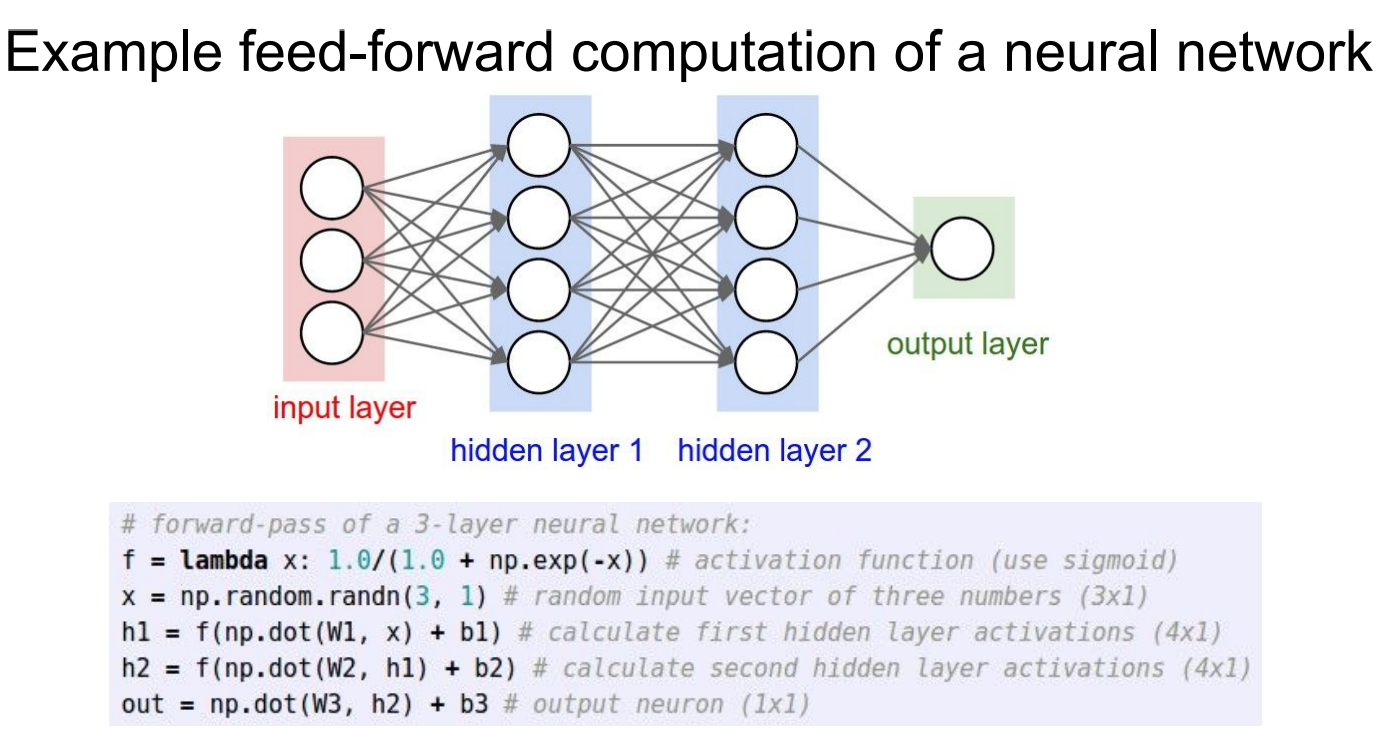 Example feed-forward computation of a neural network
input layer
hidden layer 1
hidden layer 2
output layer
# forward-pass of a 3-layer neural network:
f = lambda x: 1.0/(1.0 + np.exp(-x)) # activation function (use sigmoid)
x = np.random.randn(3, 1) # random input vector of three numbers (3x1)
h1 = f(np.dot(W1, x) + b1) # calculate first hidden layer activations (4x1)
h2 = f(np.dot(W2, h1) + b2) # calculate second hidden layer activations (4x1)
out = np.dot(W3, h2) + b3 # output neuron (1x1)